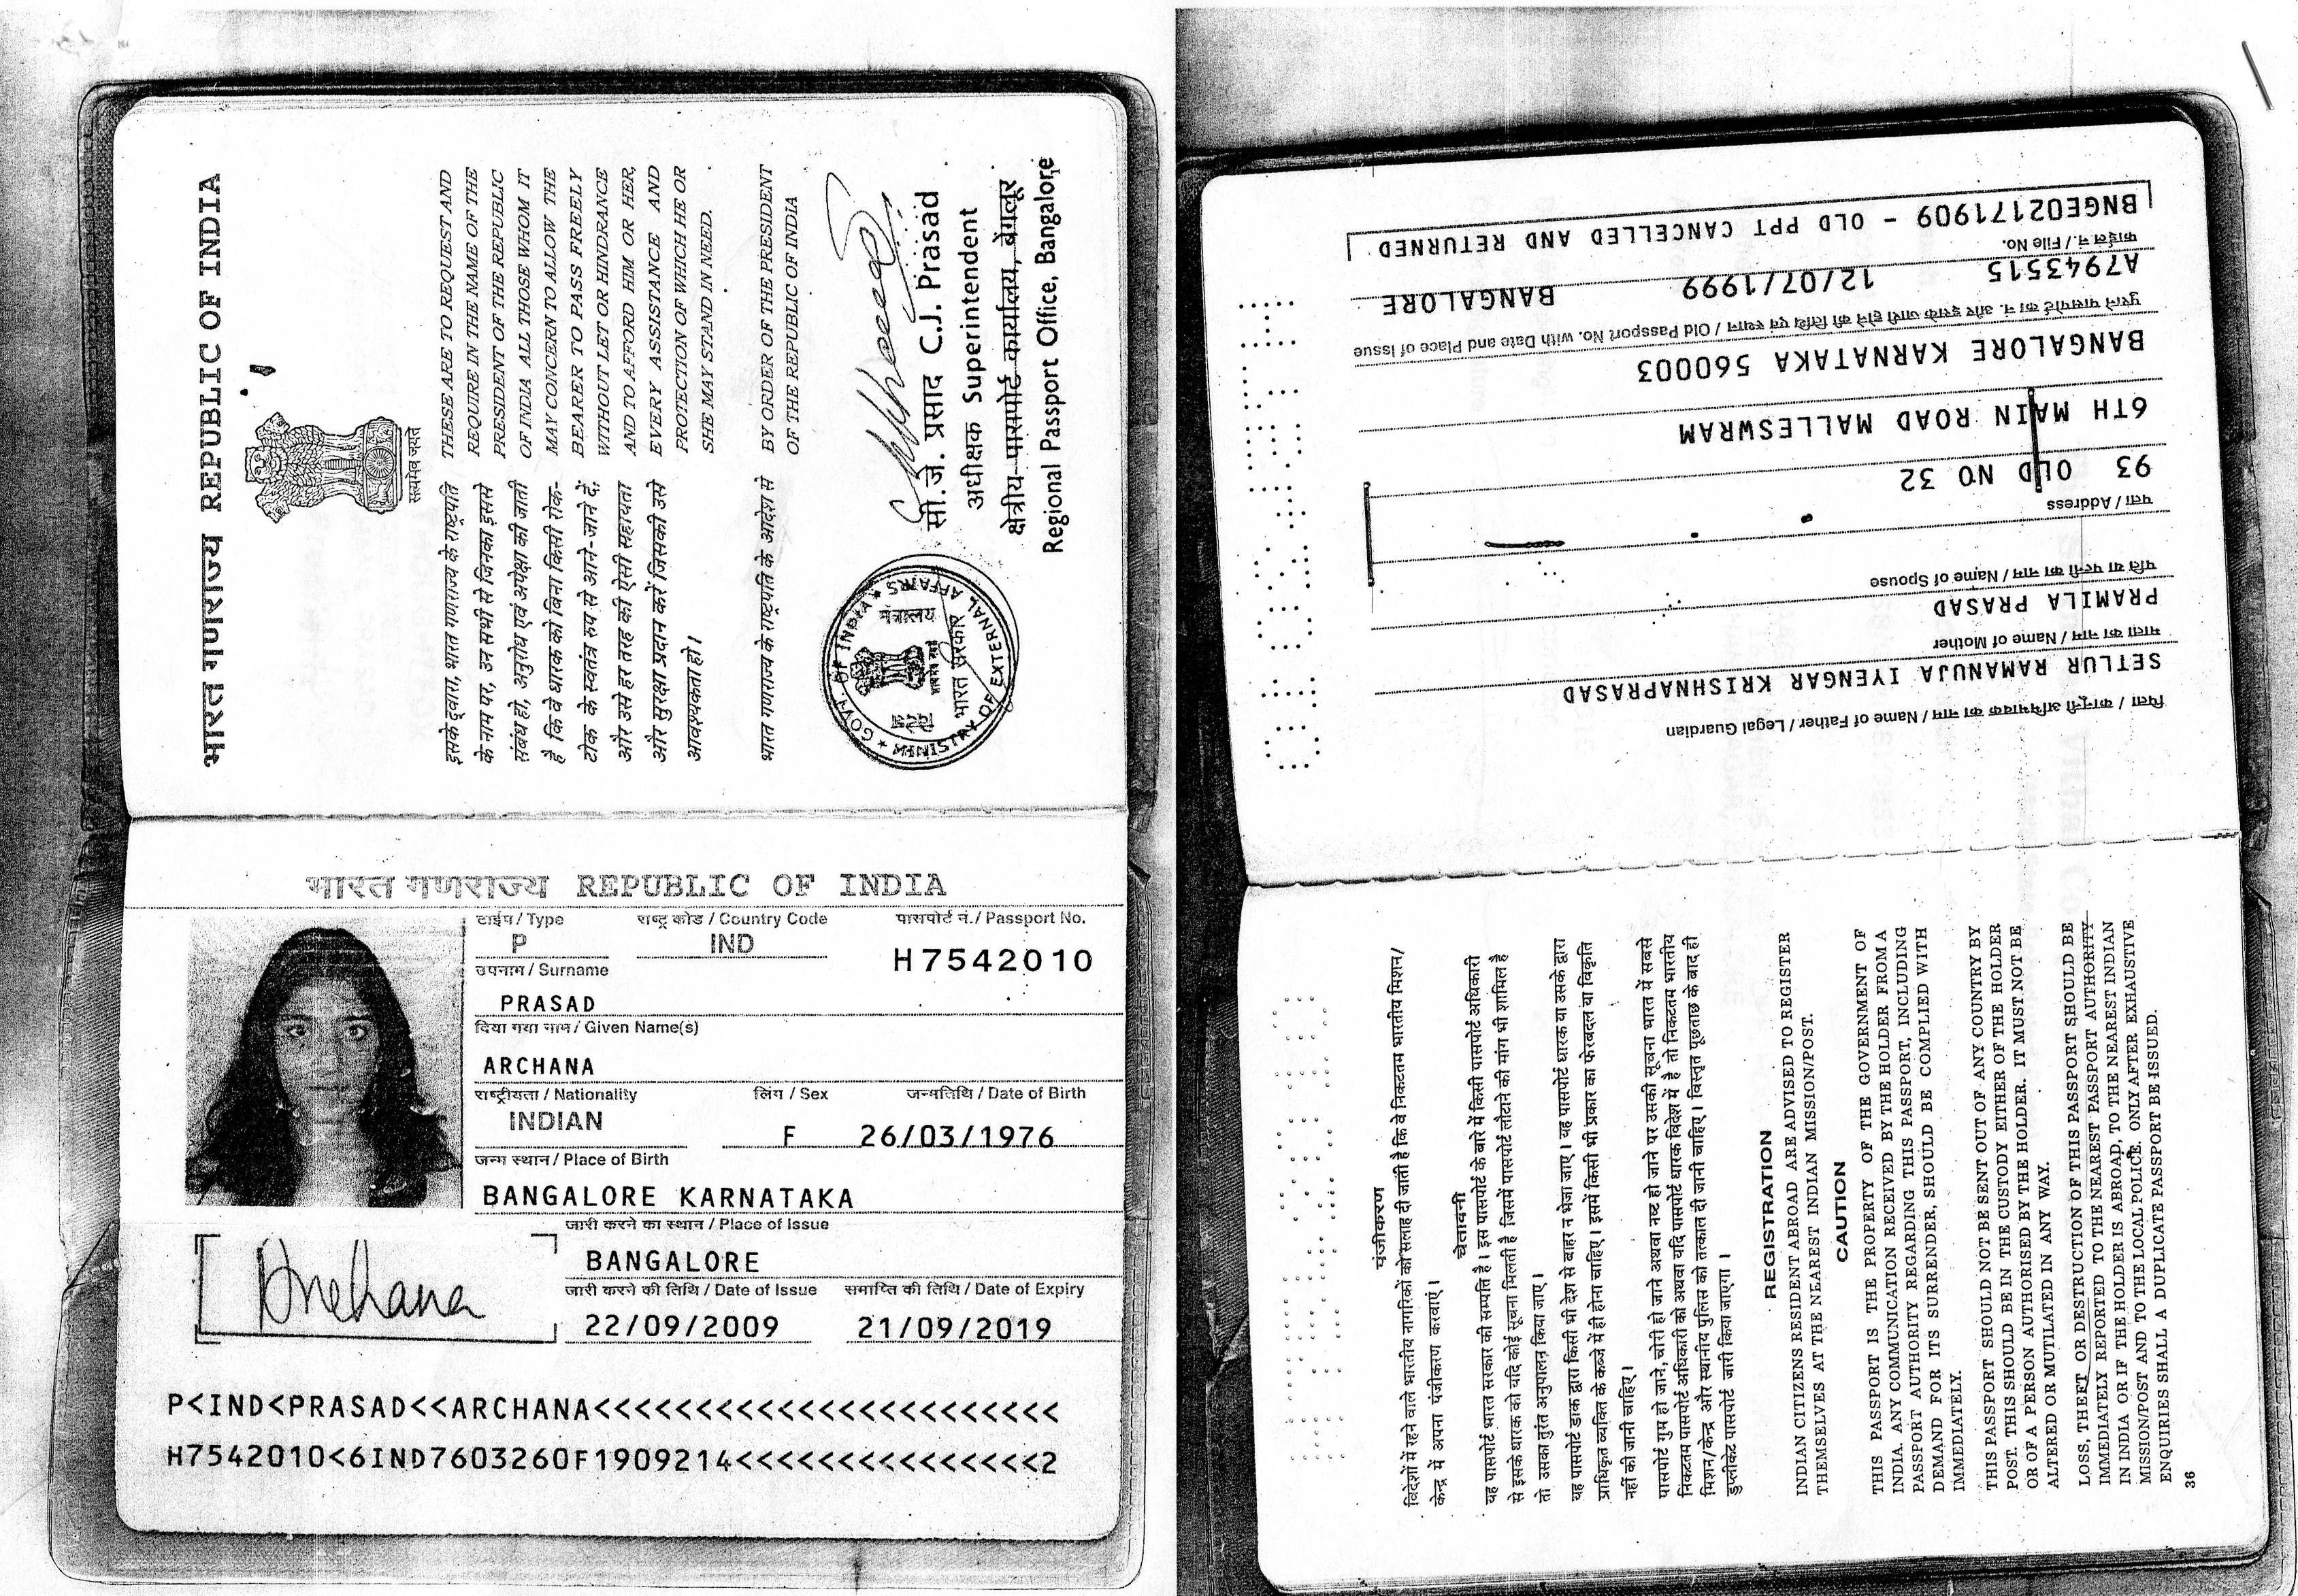 भारत गणराज्य REPUBLIC OF INDIA
सत्यमेव जयते
इसके द्वारा, भारत गणराज्य के राष्ट्रपति
के नाम पर, उन सभी से जिनका इससे
संबंध हो, अनुरोध एवं अपेक्षा की जाती
है कि वे धारक को बिना किसी रोक-
टोक के स्वतंत्र रुप से आने-जाने दें,
और उसे हर तरह की ऐसी सहायता
और सुरक्षा प्रदान करें जिसकी उसे
आवश्यकता हो।
THESE ARE TO REQUEST AND
REQUIRE IN THE NAME OF THE
PRESIDENT OF THE REPUBLIC
OF INDIA ALL THOSE WHOM IT
MAY CONCERN TO ALLOW THE
BEARER TO PASS FREELY
WITHOUT LET OR HINDRANCE
AND TO AFFORD HIM OR HER,
EVERY ASSISTANCE AND
PROTECTION OF WHICH HE OR
SHE MAY STAND IN NEED.
भारत गणराज्य के राष्ट्रपति के आदेश से
BY ORDER OF THE PRESIDENT
OF THE REPUBLIC OF INDIA
सी.जे. प्रसाद C.J. Prasad
अधीक्षक Superintendent
क्षेत्रीय पासपोर्ट कार्यालय, बेंगलूर
Regional Passport Office, Bangalore
GOVT OF INDIA
MINISTRY OF EXTERNAL AFFAIRS
विदेश मंत्रालय
भारत सरकार
भारत गणराज्य REPUBLIC OF INDIA
टाईप / Type
राष्ट्र कोड / Country Code
पासपोर्ट नं./ Passport No.
P
IND
H7542010
उपनाम / Surname
PRASAD
दिया गया नाम / Given Name(s)
ARCHANA
राष्ट्रीयता / Nationality
लिंग / Sex
जन्मतिथि / Date of Birth
INDIAN
F
26/03/1976
जन्म स्थान / Place of Birth
BANGALORE KARNATAKA
जारी करने का स्थान / Place of Issue
BANGALORE
जारी करने की तिथि / Date of Issue
समाप्ति की तिथि / Date of Expiry
22/09/2009
21/09/2019
Archana
P<IND<PRASAD<<ARCHANA<<<<<<<<<<<<<<<<<<<<<<<
H7542010<6IND7603260F1909214<<<<<<<<<<<<<<<2
पिता / कानूनी अभिभावक का नाम / Name of Father / Legal Guardian
SETLUR RAMANUJA IYENGAR KRISHNAPRASAD
माता का नाम / Name of Mother
PRAMILA PRASAD
पति या पत्नी का नाम / Name of Spouse
पता / Address
93 OLD NO 32
6TH MAIN ROAD MALLESWRAM
BANGALORE KARNATAKA 560003
पुराने पासपोर्ट का नं. और इसके जारी होने की तिथि एवं स्थान / Old Passport No. with Date and Place of Issue
A7943515 12/07/1999 BANGALORE
फाईल नं. / File No.
BNGE02171909 - OLD PPT CANCELLED AND RETURNED
H7542010
पंजीकरण
विदेशों में रहने वाले भारतीय नागरिकों को सलाह दी जाती है कि वे निकटतम भारतीय मिशन/
केन्द्र में अपना पंजीकरण करवाएं।
चेतावनी
यह पासपोर्ट भारत सरकार की सम्पत्ति है। इस पासपोर्ट के बारे में किसी पासपोर्ट अधिकारी
से इसके धारक को यदि कोई सूचना मिलती है जिसमें पासपोर्ट लौटाने की मांग भी शामिल है
तो उसका तुरंत अनुपालन किया जाए।
यह पासपोर्ट डाक द्वारा किसी भी देश से बाहर न भेजा जाए। यह पासपोर्ट धारक या उसके द्वारा
प्राधिकृत व्यक्ति के कब्जे में ही होना चाहिए। इसमें किसी भी प्रकार का फेरबदल या विकृति
नहीं की जानी चाहिए।
पासपोर्ट गुम हो जाने, चोरी हो जाने अथवा नष्ट हो जाने पर उसकी सूचना भारत में सबसे
निकटतम पासपोर्ट अधिकारी को अथवा यदि पासपोर्ट धारक विदेश में है तो निकटतम भारतीय
मिशन/केन्द्र और स्थानीय पुलिस को तत्काल दी जानी चाहिए। विस्तृत पूछताछ के बाद ही
डुप्लीकेट पासपोर्ट जारी किया जाएगा।
REGISTRATION
INDIAN CITIZENS RESIDENT ABROAD ARE ADVISED TO REGISTER
THEMSELVES AT THE NEAREST INDIAN MISSION/POST.
CAUTION
THIS PASSPORT IS THE PROPERTY OF THE GOVERNMENT OF
INDIA. ANY COMMUNICATION RECEIVED BY THE HOLDER FROM A
PASSPORT AUTHORITY REGARDING THIS PASSPORT, INCLUDING
DEMAND FOR ITS SURRENDER, SHOULD BE COMPLIED WITH
IMMEDIATELY.
THIS PASSPORT SHOULD NOT BE SENT OUT OF ANY COUNTRY BY
POST. THIS SHOULD BE IN THE CUSTODY EITHER OF THE HOLDER
OR OF A PERSON AUTHORISED BY THE HOLDER. IT MUST NOT BE
ALTERED OR MUTILATED IN ANY WAY.
LOSS, THEFT OR DESTRUCTION OF THIS PASSPORT SHOULD BE
IMMEDIATELY REPORTED TO THE NEAREST PASSPORT AUTHORITY
IN INDIA OR IF THE HOLDER IS ABROAD, TO THE NEAREST INDIAN
MISSION/POST AND TO THE LOCAL POLICE. ONLY AFTER EXHAUSTIVE
ENQUIRIES SHALL A DUPLICATE PASSPORT BE ISSUED.
36